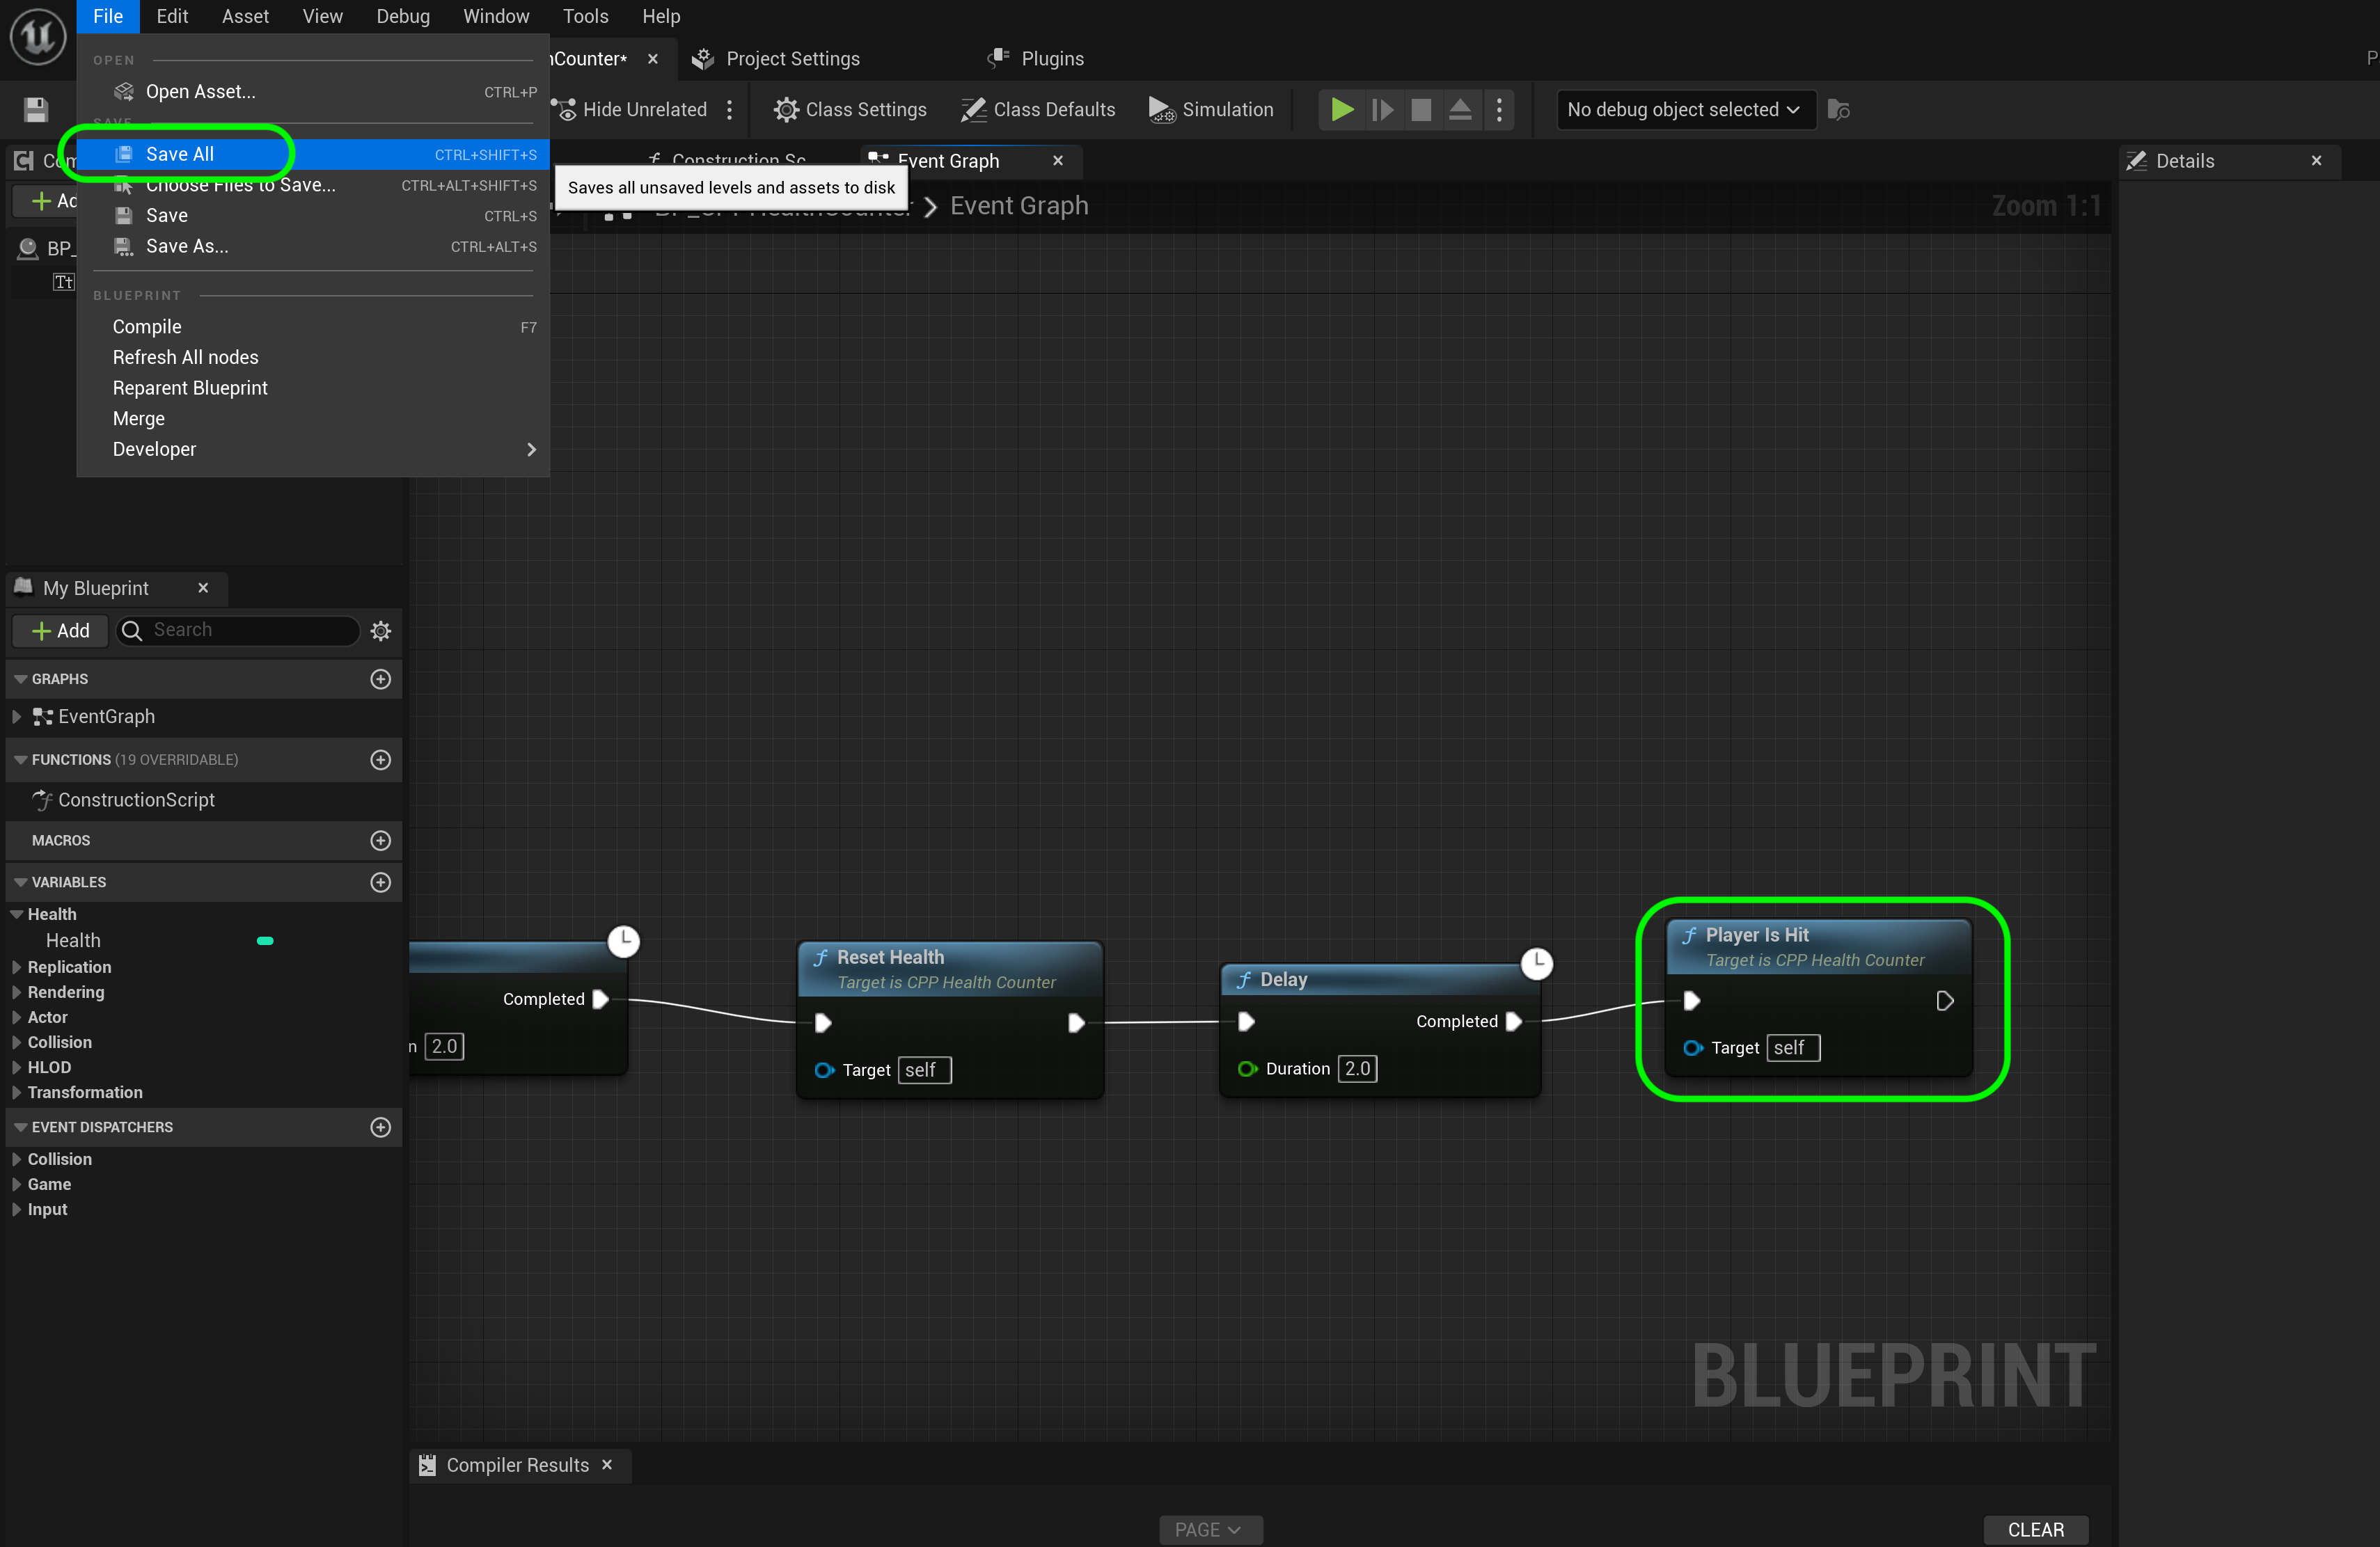 File Edit Asset View Debug Window Tools Help
OPEN
Open Asset... CTRL+P
SAVE
Save All CTRL+SHIFT+S
Choose Files to Save... CTRL+ALT+SHIFT+S
Save CTRL+S
Save As... CTRL+ALT+S
BLUEPRINT
Compile F7
Refresh All nodes
Reparent Blueprint
Merge
Developer
Counter* Project Settings Plugins
P
Hide Unrelated Class Settings Class Defaults Simulation No debug object selected
Com
Construction Sc
Event Graph
Details
Ad
Saves all unsaved levels and assets to disk
Event Graph
Zoom 1:1
BP_
Tt
My Blueprint
Add Search
GRAPHS
EventGraph
FUNCTIONS (19 OVERRIDABLE)
ConstructionScript
MACROS
VARIABLES
Health
Health
Replication
Rendering
Actor
Collision
HLOD
Transformation
EVENT DISPATCHERS
Collision
Game
Input
Completed
n 2.0
Reset Health
Target is CPP Health Counter
Target self
Delay
Completed
Duration 2.0
Player Is Hit
Target is CPP Health Counter
Target self
BLUEPRINT
Compiler Results
PAGE
CLEAR